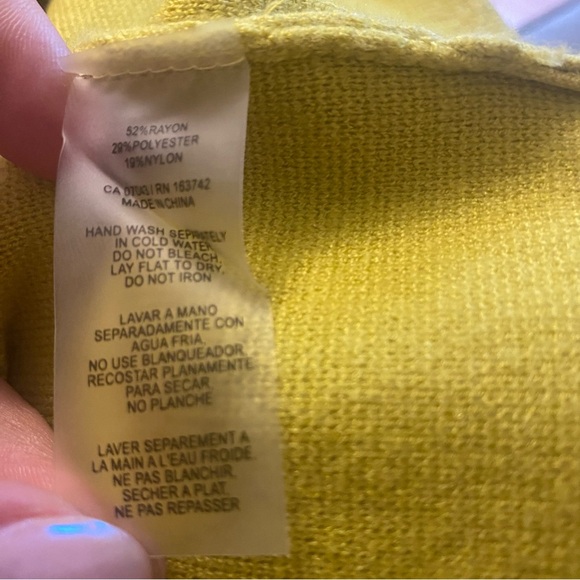 52%RAYON
29%POLYESTER
19%NYLON
CA RN 163742
MADE IN CHINA
HAND WASH SEPRATELY
IN COLD WATER.
DO NOT BLEACH.
LAY FLAT TO DRY.
DO NOT IRON
LAVAR A MANO
SEPARADAMENTE CON
AGUA FRIA.
NO USE BLANQUEADOR.
RECOSTAR PLANAMENTE
PARA SECAR.
NO PLANCHE
LAVER SEPAREMENT A
LA MAIN A L'EAU FROIDE.
NE PAS BLANCHIR.
SECHER A PLAT.
NE PAS REPASSER